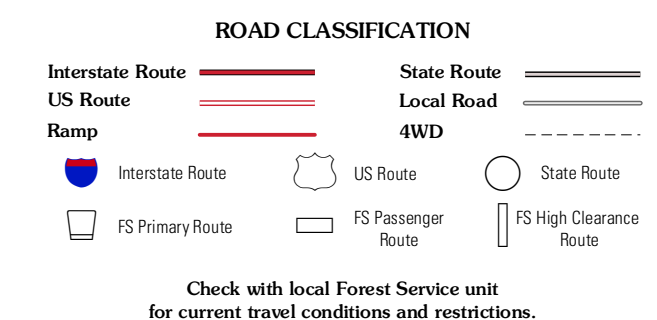 ROAD CLASSIFICATION
Interstate Route
State Route
US Route
Local Road
Ramp
4WD
Interstate Route
US Route
State Route
FS Primary Route
FS Passenger
Route
FS High Clearance
Route
Check with local Forest Service unit
for current travel conditions and restrictions.